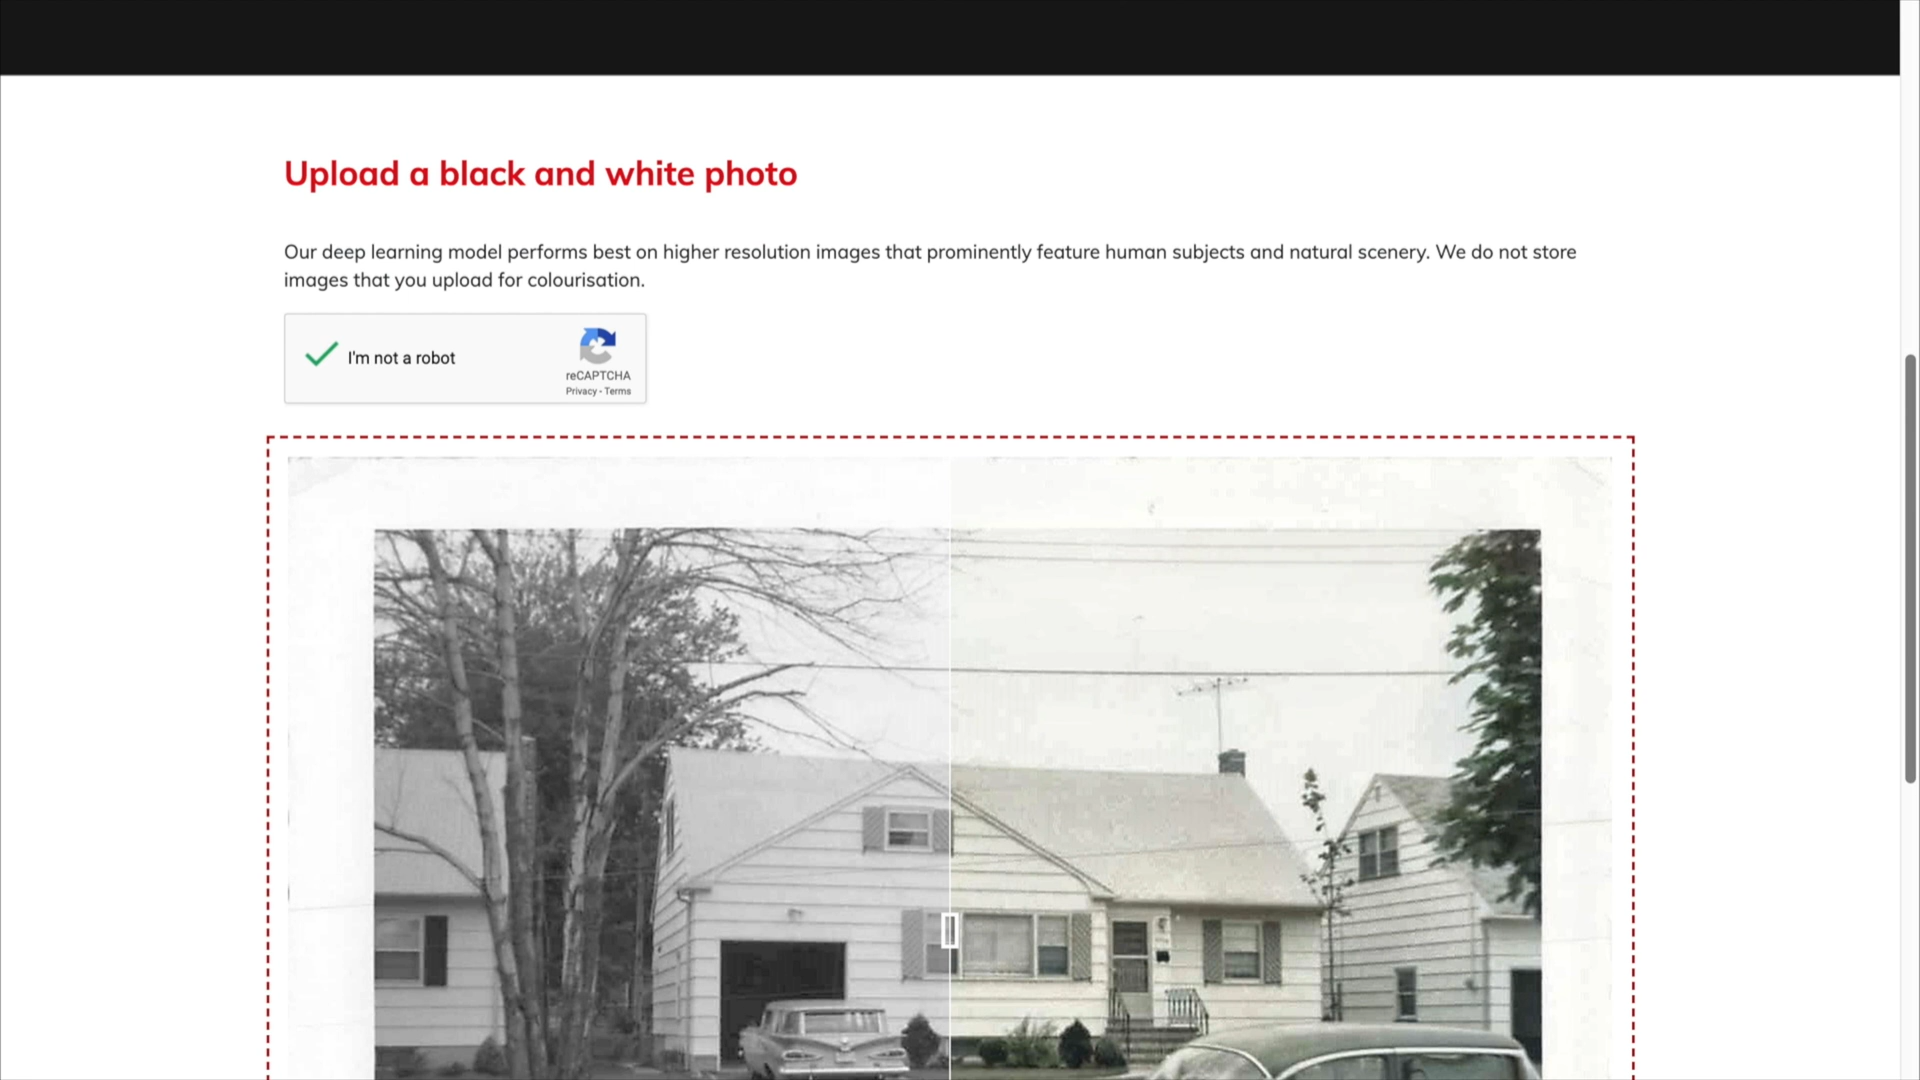 Upload a black and white photo
Our deep learning model performs best on higher resolution images that prominently feature human subjects and natural scenery. We do not store
images that you upload for colourisation.
I'm not a robot
reCAPTCHA
Privacy - Terms